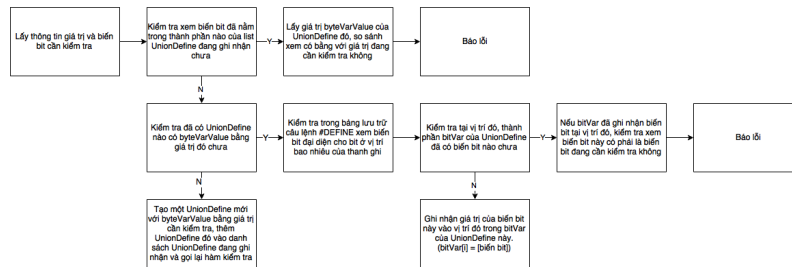 Lấy thông tin giá trị và biến
bit cần kiểm tra
Kiểm tra xem biến bit đã nằm
trong thành phần nào của list
UnionDefine đang ghi nhận
chưa
Y
Lấy giá trị byteVarValue của
UnionDefine đó, so sánh
xem có bằng với giá trị đang
cần kiểm tra không
Báo lỗi
N
Kiểm tra đã có UnionDefine
nào có byteVarValue bằng
giá trị đó chưa
Y
Kiểm tra trong bảng lưu trữ
câu lệnh #DEFINE xem biến
bit đại diện cho bit ở vị trí
bao nhiêu của thanh ghi
Kiểm tra tại vị trí đó, thành
phần bitVar của UnionDefine
đã có biến nào chưa
Y
Nếu bitVar đã ghi nhận biến
bit tại vị trí đó, kiểm tra xem
biến bit này có phải là biến
bit đang cần kiểm tra không
Báo lỗi
N
N
Tạo một UnionDefine mới
với byteVarValue bằng giá trị
cần kiểm tra, thêm
UnionDefine đó vào danh
sách UnionDefine đang ghi
nhận và gọi lại hàm kiểm tra
Ghi nhận giá trị của biến bit
này vào vị trí đó trong bitVar
của UnionDefine này.
(bitVar[i] = [biến bit])